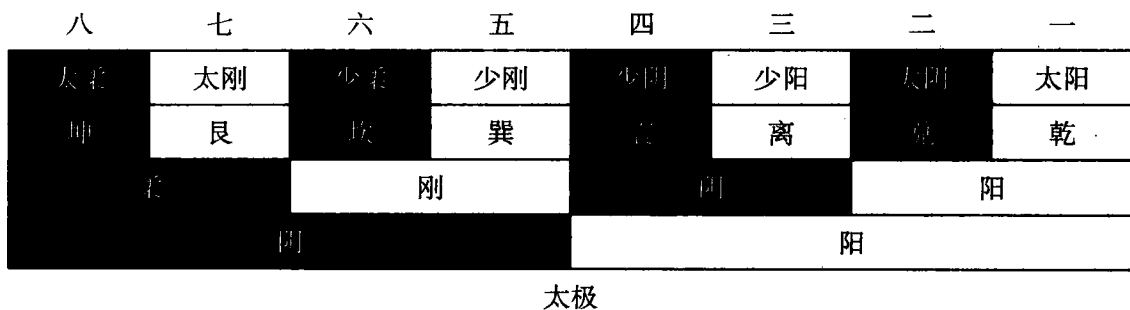 八 七 六 五 四 三 二 一
太柔 太刚 少柔 少刚 少阴 少阳 太阴 太阳
坤 艮 坎 巽 离 乾
柔 刚 阴 阳
阴 阳
太极